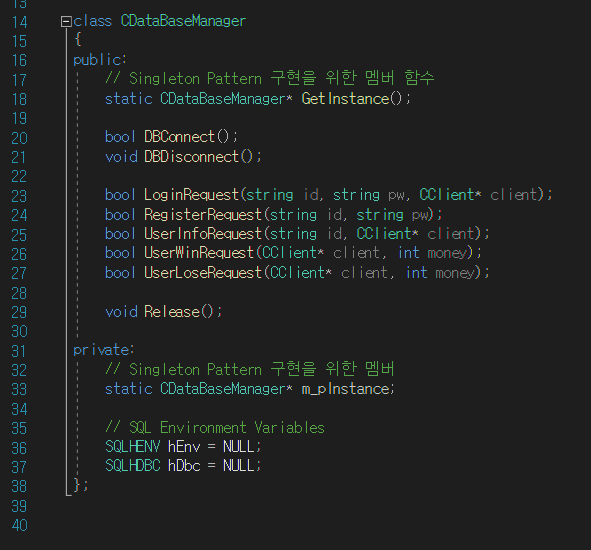 13
14 class CDataBaseManager
15 {
16 public:
17 // Singleton Pattern 구현을 위한 멤버 함수
18 static CDataBaseManager* GetInstance();
19
20 bool DBConnect();
21 void DBDisconnect();
22
23 bool LoginRequest(string id, string pw, CClient* client);
24 bool RegisterRequest(string id, string pw);
25 bool UserInfoRequest(string id, CClient* client);
26 bool UserWinRequest(CClient* client, int money);
27 bool UserLoseRequest(CClient* client, int money);
28
29 void Release();
30
31 private:
32 // Singleton Pattern 구현을 위한 멤버
33 static CDataBaseManager* m_pInstance;
34
35 // SQL Environment Variables
36 SQLHENV hEnv = NULL;
37 SQLHDBC hDbc = NULL;
38 };
39
40